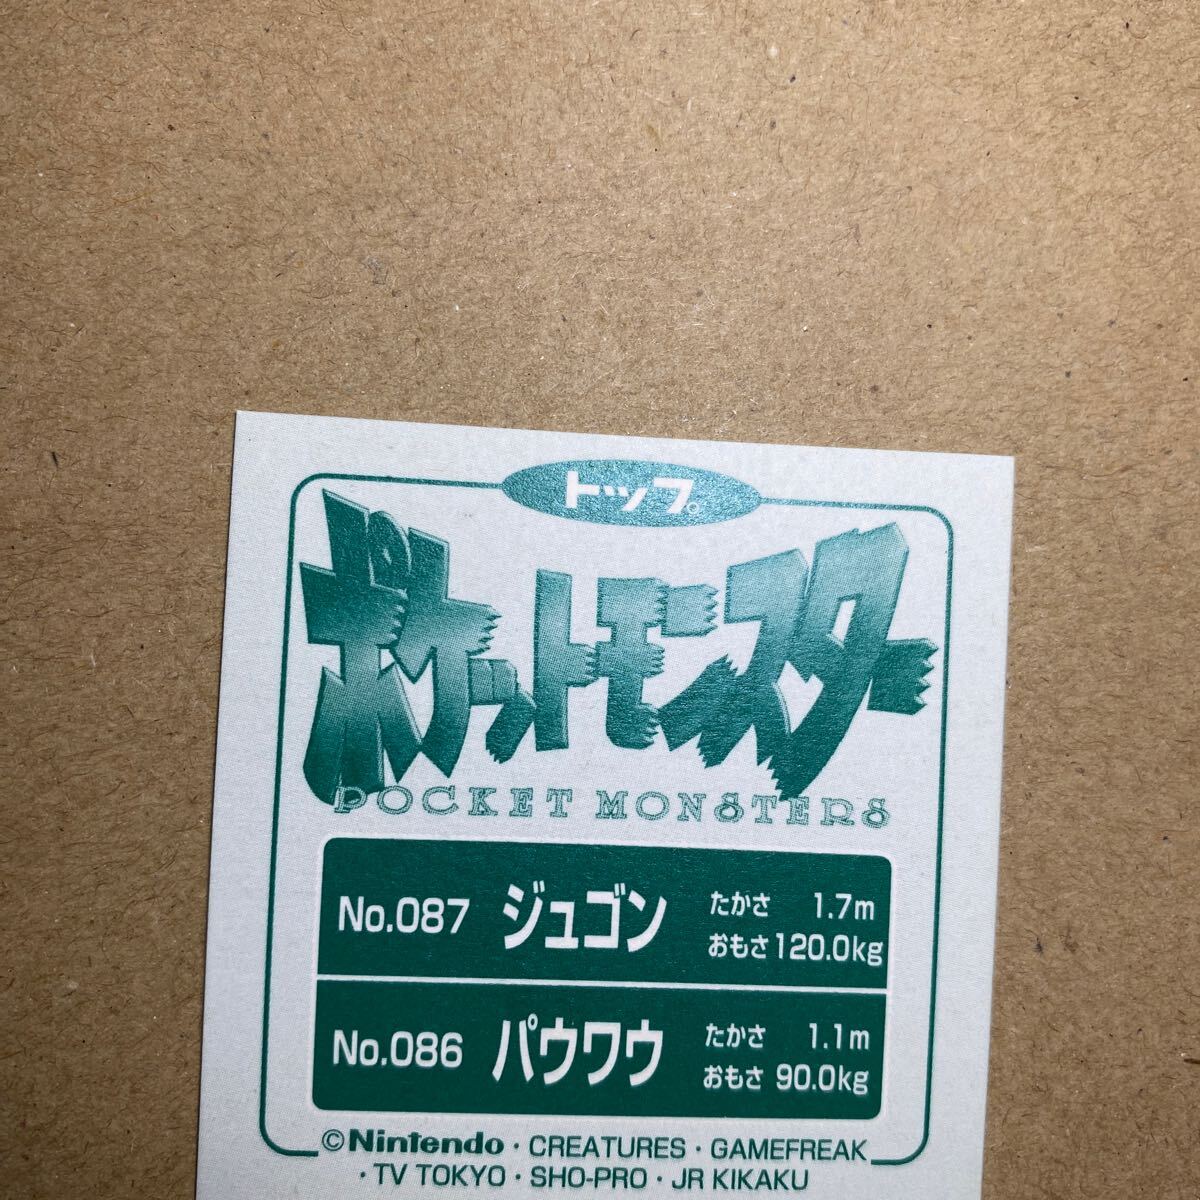 トップ。
ポケットモンスター
POCKET MONSTERS
No.087 ジュゴン たかさ 1.7m
おもさ 120.0kg
No.086 パウワウ たかさ 1.1m
おもさ 90.0kg
©Nintendo・CREATURES・GAMEFREAK
・TV TOKYO・SHO-PRO・JR KIKAKU